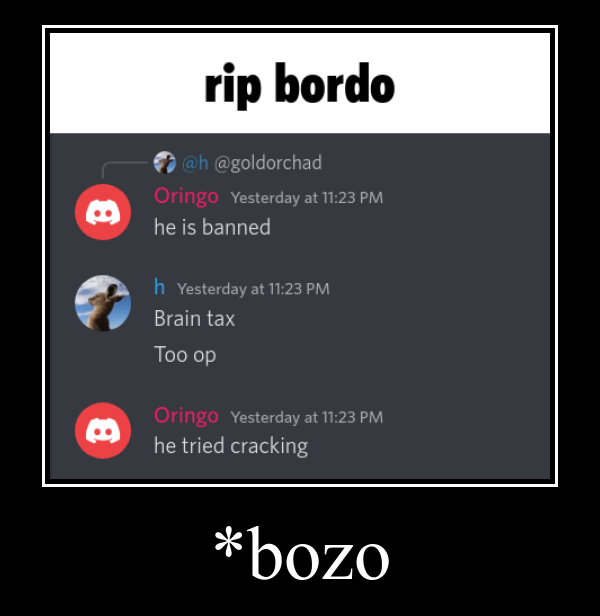 rip bordo
@h @goldorchad
Oringo Yesterday at 11:23 PM
he is banned
h Yesterday at 11:23 PM
Brain tax
Too op
Oringo Yesterday at 11:23 PM
he tried cracking
*bozo